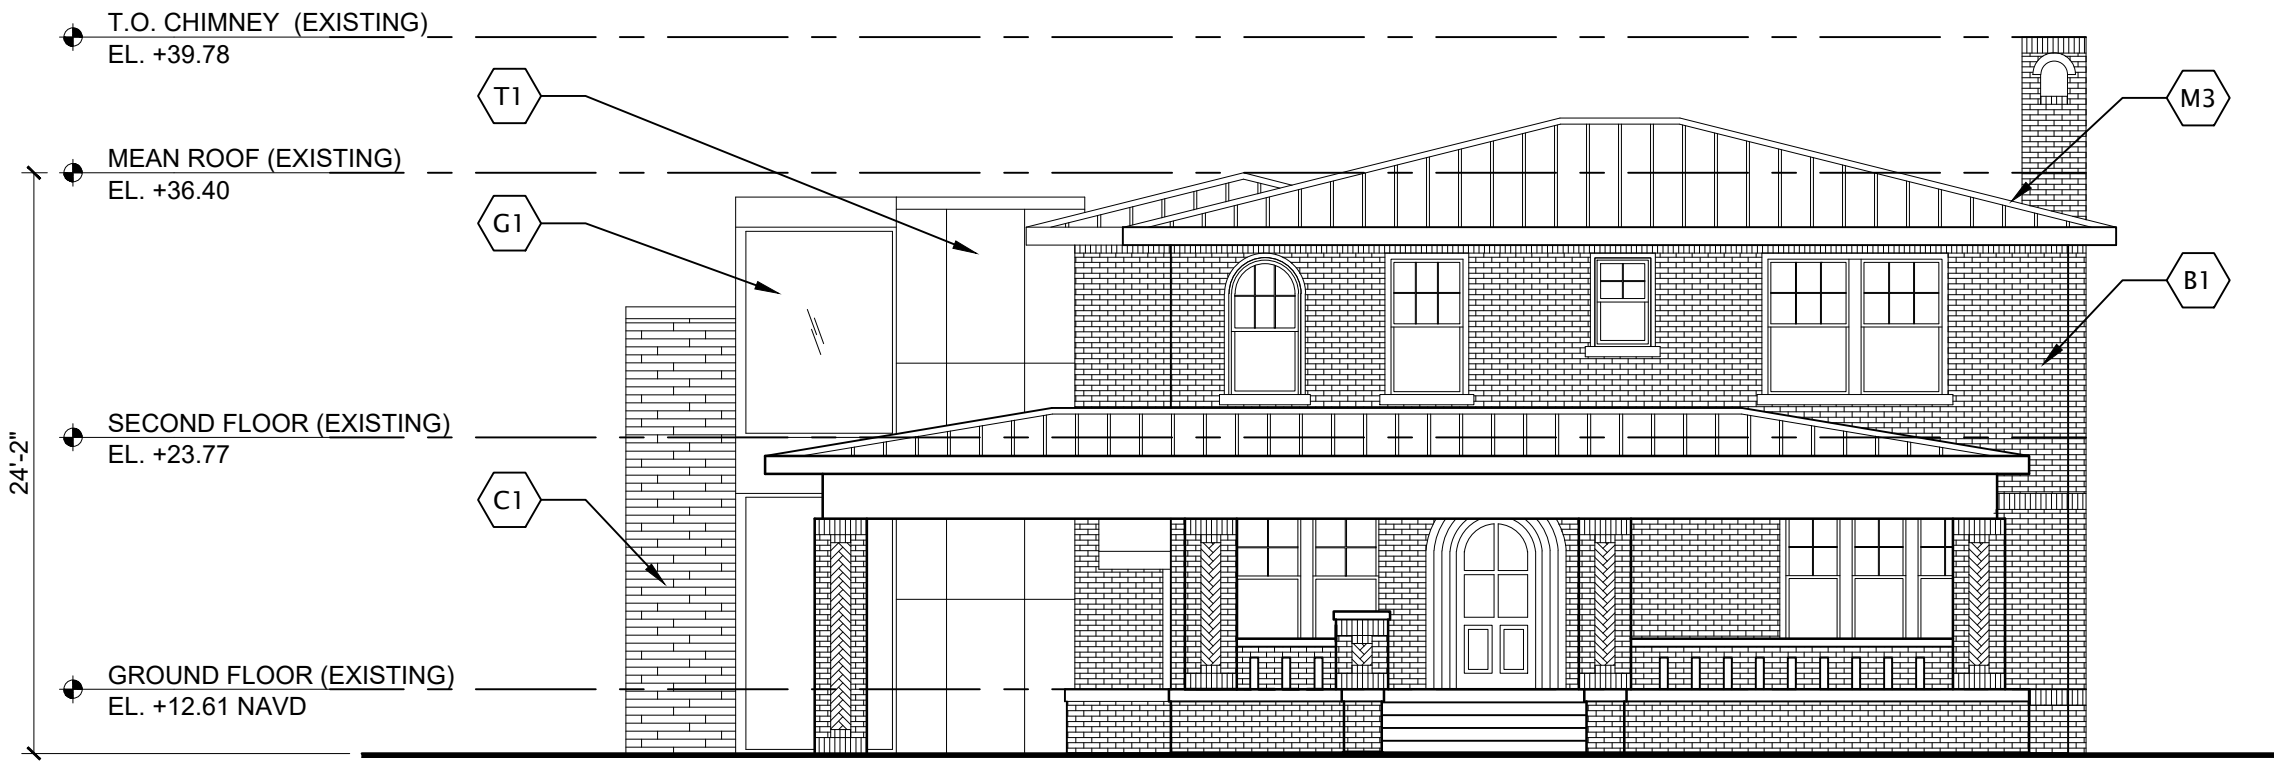 T.O. CHIMNEY (EXISTING)
EL. +39.78
T1
M3
MEAN ROOF (EXISTING)
EL. +36.40
G1
B1
SECOND FLOOR (EXISTING)
EL. +23.77
24'-2"
C1
GROUND FLOOR (EXISTING)
EL. +12.61 NAVD